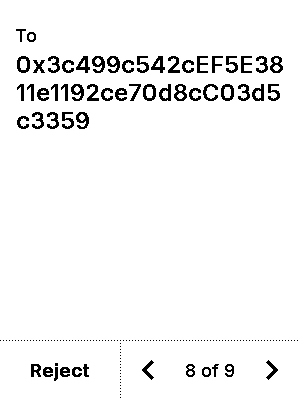 To
0x3c499c542cEF5E38
11e1192ce70d8cC03d5
c3359
Reject
8 of 9